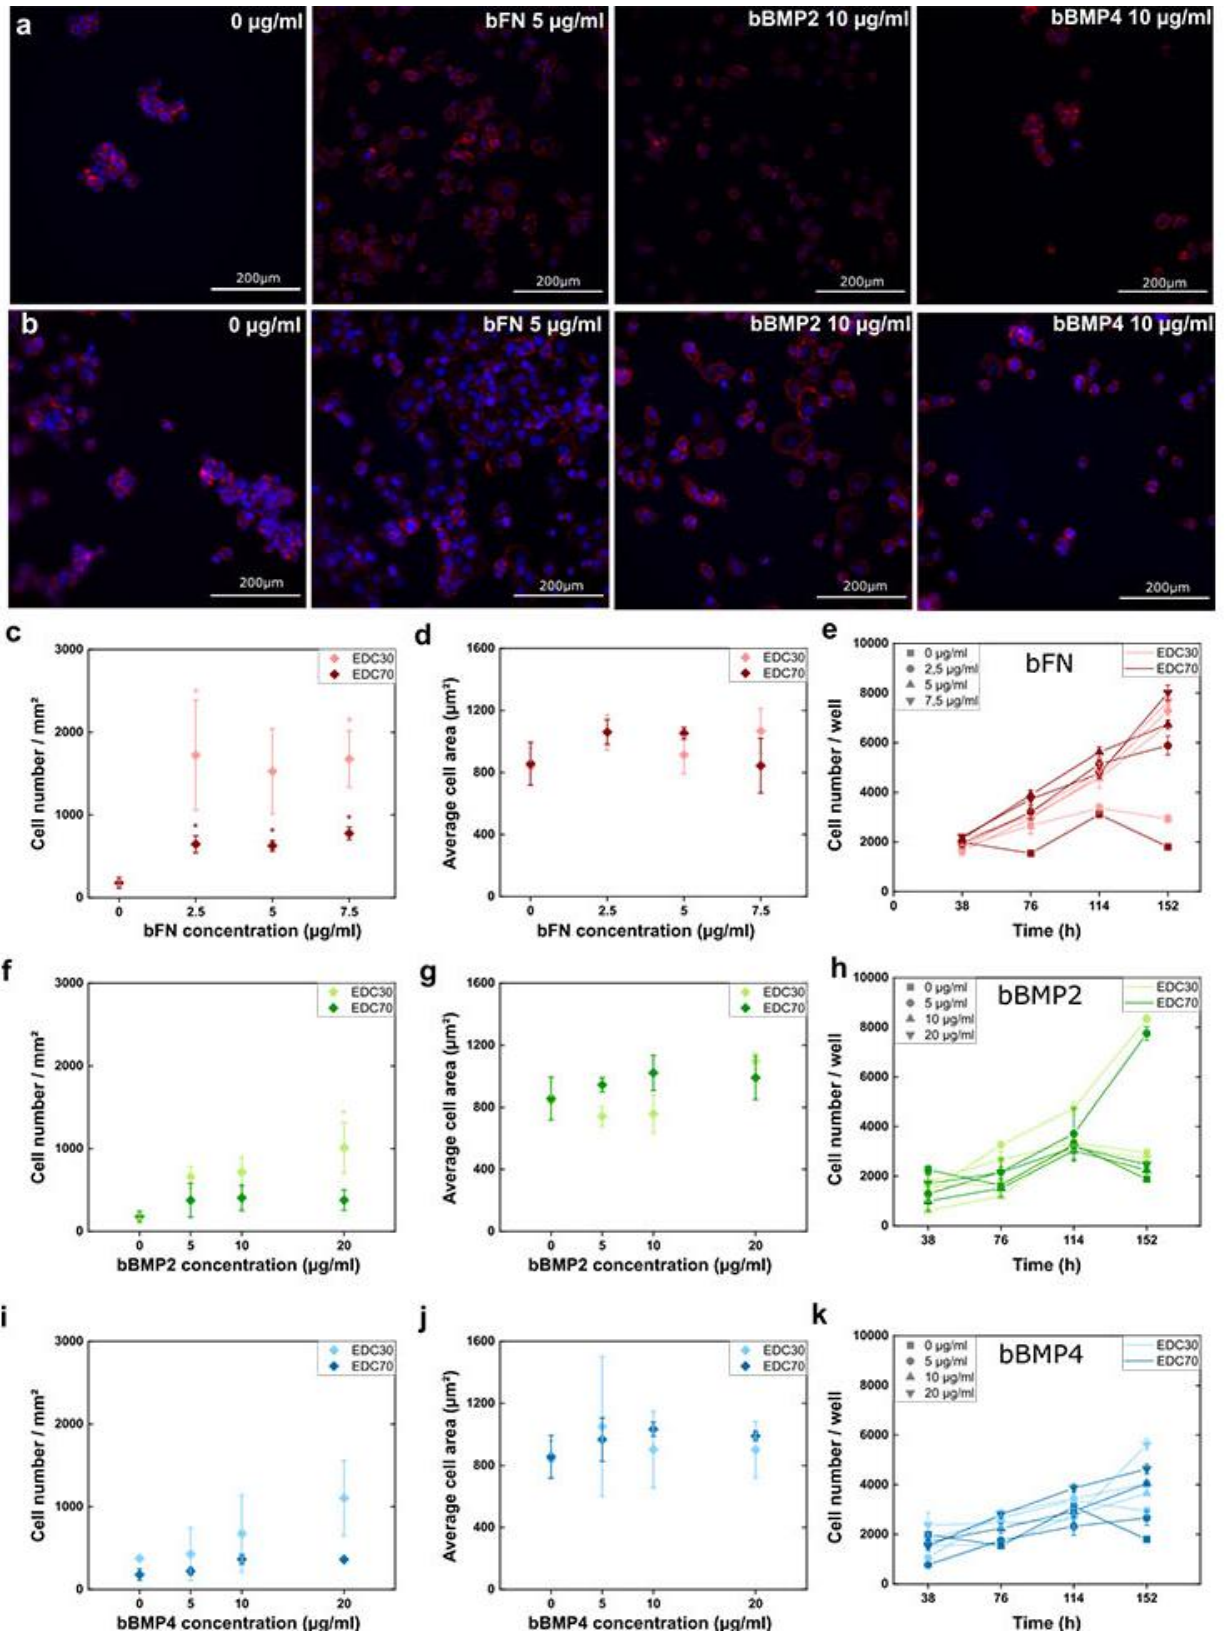 a
0 µg/ml
bFN 5 µg/ml
bBMP2 10 µg/ml
bBMP4 10 µg/ml
200µm
200µm
200µm
200µm
b
0 µg/ml
bFN 5 µg/ml
bBMP2 10 µg/ml
bBMP4 10 µg/ml
200µm
200µm
200µm
200µm
c
3000
2000
1000
0
Cell number / mm²
EDC30
EDC70
*
*
*
*
*
0
2.5
5
7.5
bFN concentration (µg/ml)
d
1600
1200
800
400
0
Average cell area (µm²)
EDC30
EDC70
0
2.5
5
7.5
bFN concentration (µg/ml)
e
10000
8000
6000
4000
2000
0
Cell number / well
0 µg/ml
2,5 µg/ml
5 µg/ml
7,5 µg/ml
bFN
EDC30
EDC70
0
38
76
114
152
Time (h)
f
3000
2000
1000
0
Cell number / mm²
EDC30
EDC70
0
5
10
20
bBMP2 concentration (µg/ml)
g
1600
1200
800
400
0
Average cell area (µm²)
EDC30
EDC70
0
5
10
20
bBMP2 concentration (µg/ml)
h
10000
8000
6000
4000
2000
0
Cell number / well
0 µg/ml
5 µg/ml
10 µg/ml
20 µg/ml
bBMP2
EDC30
EDC70
38
76
114
152
Time (h)
i
3000
2000
1000
0
Cell number / mm²
EDC30
EDC70
0
5
10
20
bBMP4 concentration (µg/ml)
j
1600
1200
800
400
0
Average cell area (µm²)
EDC30
EDC70
0
5
10
20
bBMP4 concentration (µg/ml)
k
10000
8000
6000
4000
2000
0
Cell number / well
0 µg/ml
5 µg/ml
10 µg/ml
20 µg/ml
bBMP4
EDC30
EDC70
38
76
114
152
Time (h)